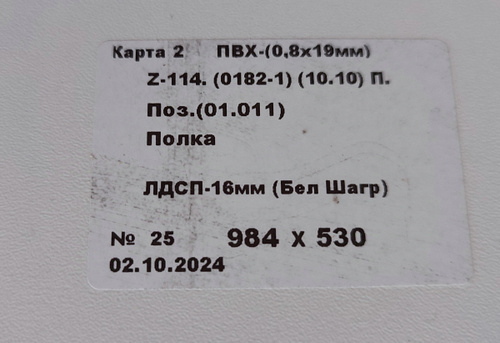 Карта 2 ПВХ-(0,8х19мм)
Z-114. (0182-1) (10.10) П.
Поз.(01.011)
Полка
ЛДСП-16мм (Бел Шагр)
№ 25 984 х 530
02.10.2024